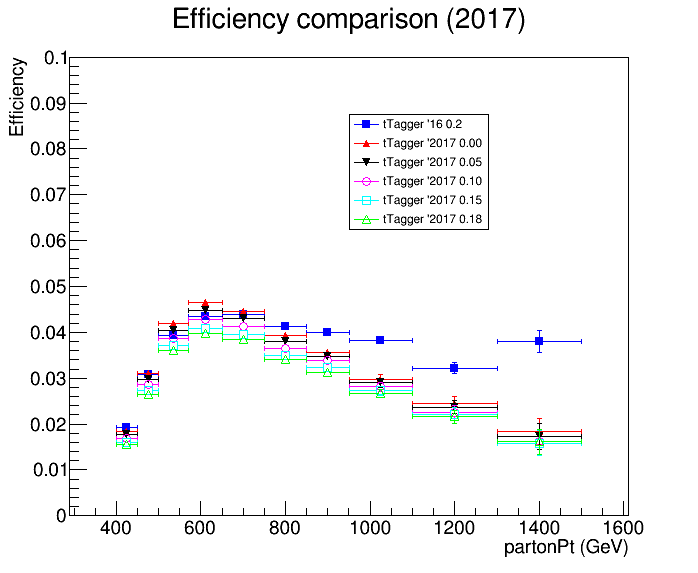 Efficiency comparison (2017)
Efficiency
0.1
0.09
0.08
0.07
0.06
0.05
0.04
0.03
0.02
0.01
0
tTagger '16 0.2
tTagger '2017 0.00
tTagger '2017 0.05
tTagger '2017 0.10
tTagger '2017 0.15
tTagger '2017 0.18
400 600 800 1000 1200 1400 1600
partonPt (GeV)